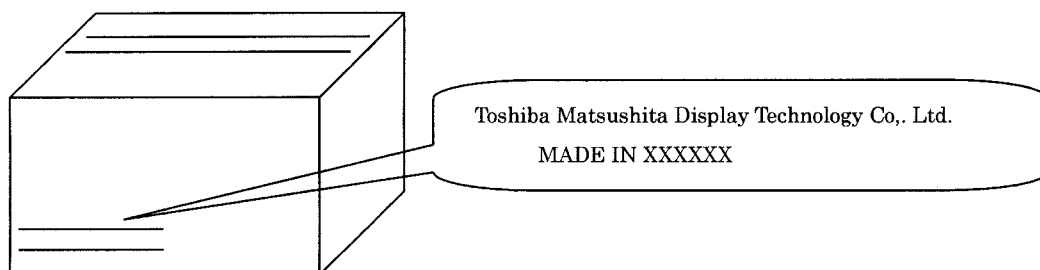 Toshiba Matsushita Display Technology Co,. Ltd.
MADE IN XXXXXX